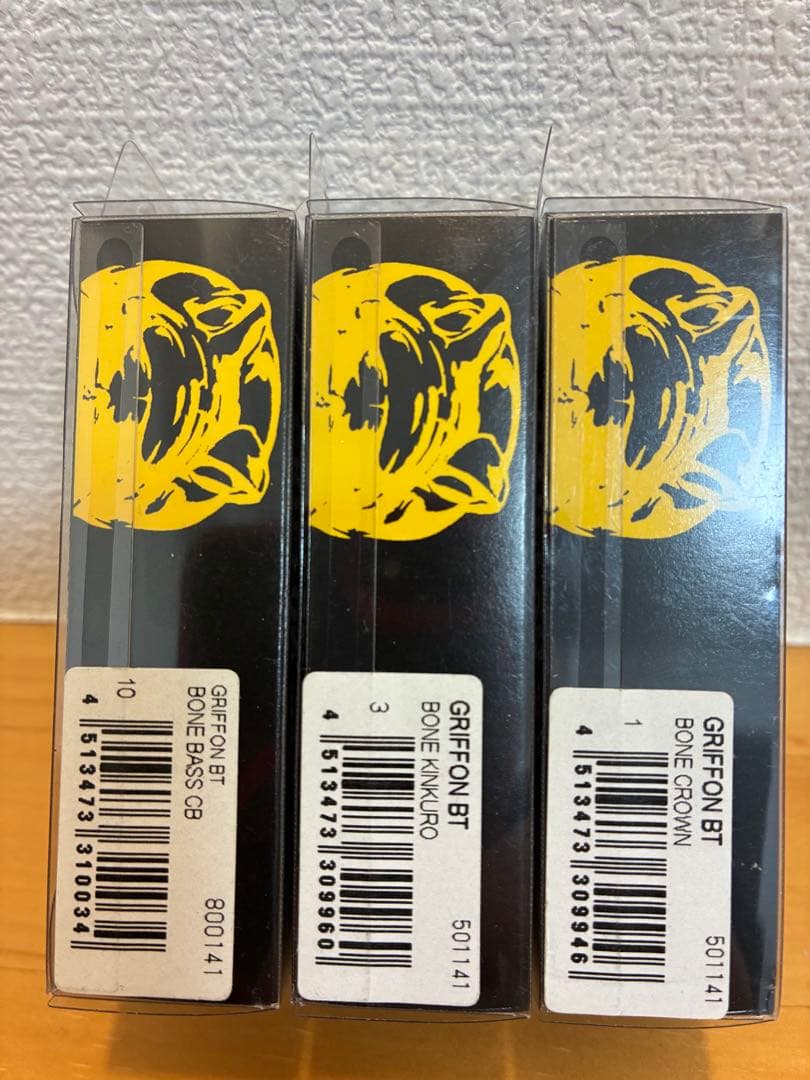 GRIFFON BT
BONE BASS CB
10
800141
4 513473 310034
GRIFFON BT
BONE KINKURO
3
501141
4 513473 309960
GRIFFON BT
BONE CROWN
1
501141
4 513473 309946